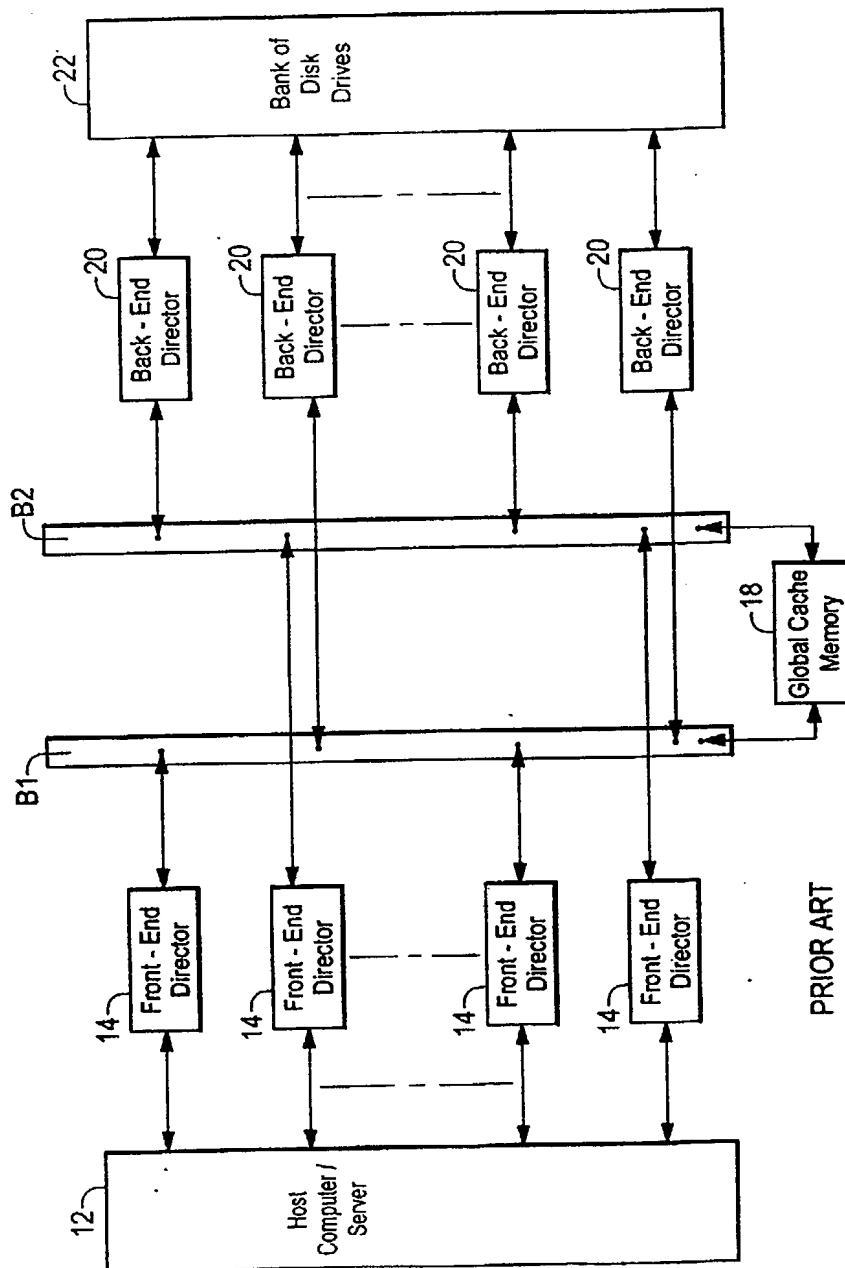 22
Bank of
Disk
Drives
20
Back - End
Director
20
Back - End
Director
20
Back - End
Director
20
Back - End
Director
B2
B1
18
Global Cache
Memory
14
Front - End
Director
14
Front - End
Director
14
Front - End
Director
14
Front - End
Director
12
Host
Computer /
Server
PRIOR ART